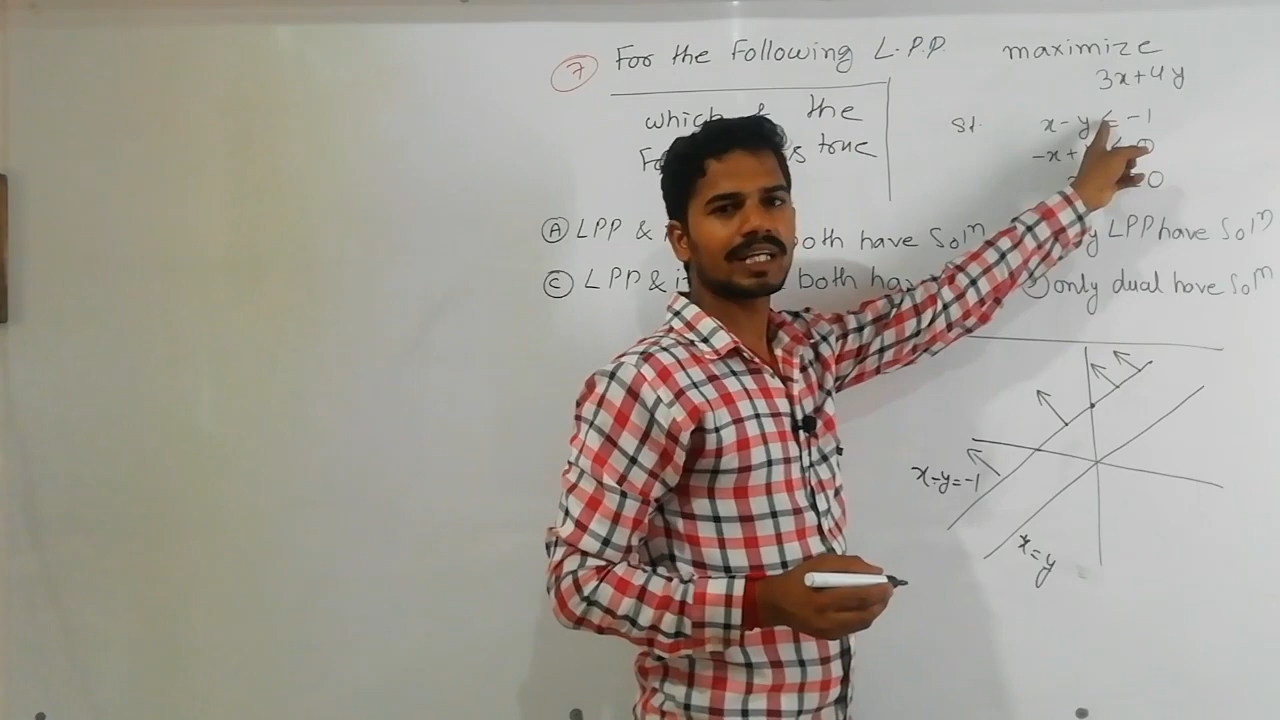 7 For the Following L.P.P. maximize
3x+4y
which the
true
St. x-y ≤ -1
-x+
0
Ⓐ LPP & both have Solⁿ LPP have Solⁿ
Ⓒ LPP & both only dual have Solⁿ
x-y=-1
x=y